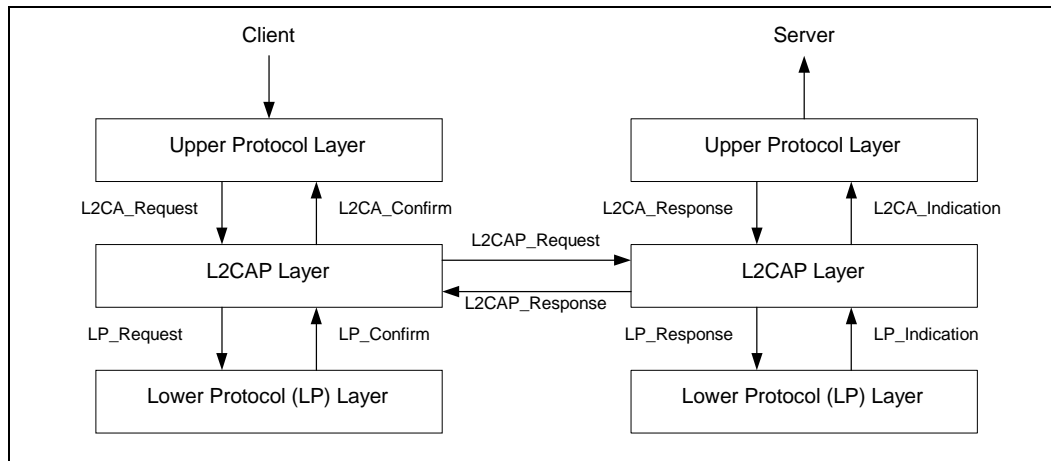 Client
Server
Upper Protocol Layer
Upper Protocol Layer
L2CA_Request
L2CA_Confirm
L2CA_Response
L2CA_Indication
L2CAP_Request
L2CAP Layer
L2CAP Layer
L2CAP_Response
LP_Request
LP_Confirm
LP_Response
LP_Indication
Lower Protocol (LP) Layer
Lower Protocol (LP) Layer